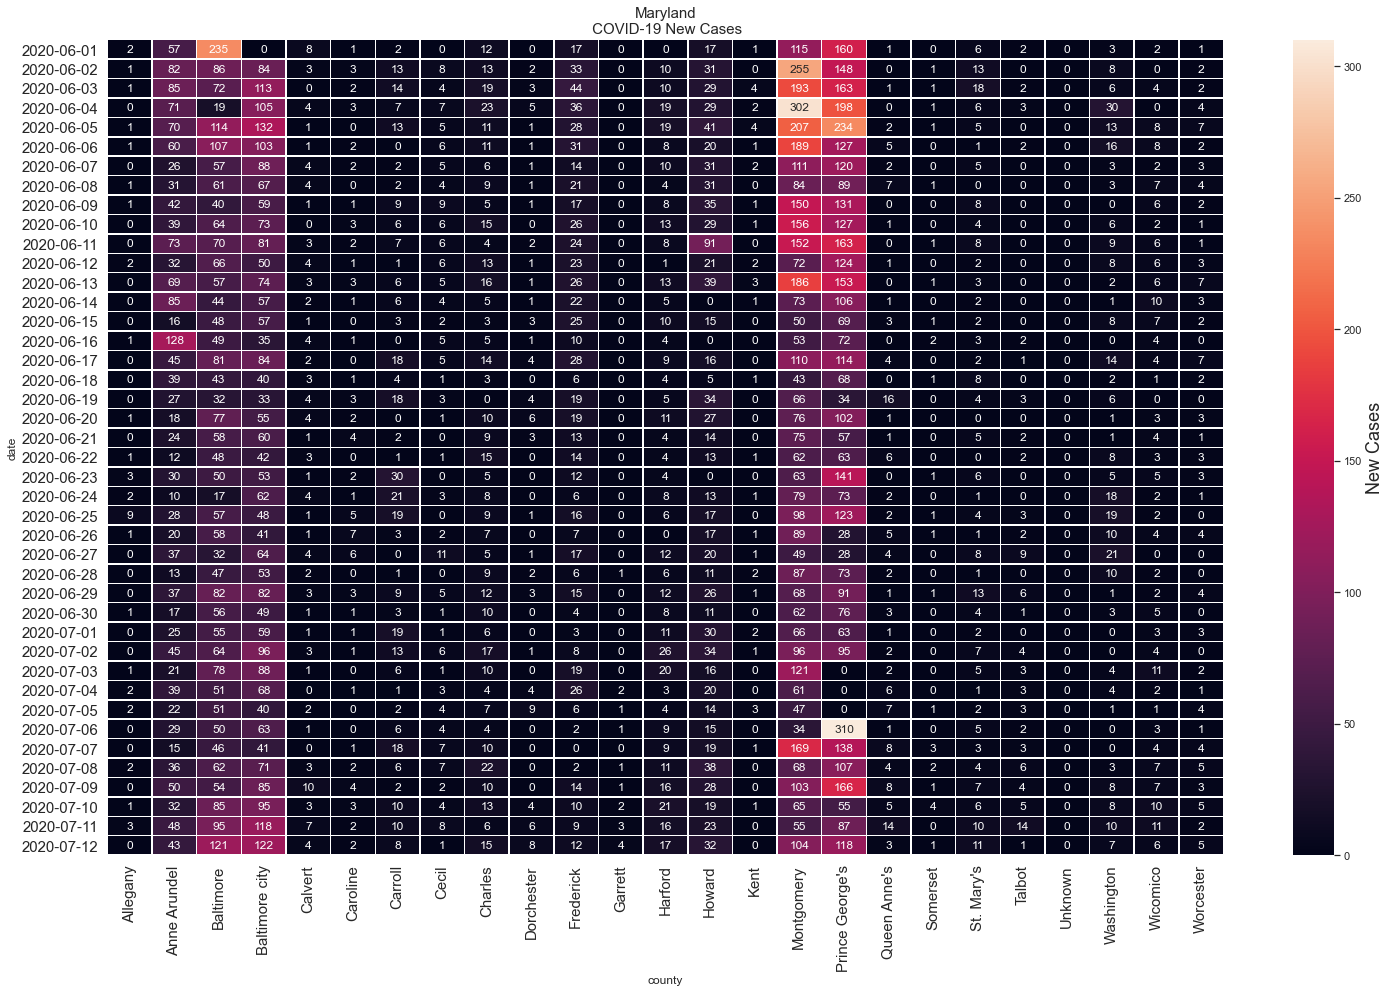 Maryland
COVID-19 New Cases
2020-06-01 2 57 235 0 8 1 2 0 12 0 17 0 0 17 1 115 160 1 0 6 2 0 3 2 1
2020-06-02 1 82 86 84 3 3 13 8 13 2 33 0 10 31 0 255 148 0 1 13 0 0 8 0 2
2020-06-03 1 85 72 113 0 2 14 4 19 3 44 0 10 29 4 193 163 1 1 18 2 0 6 4 2
2020-06-04 0 71 19 105 4 3 7 7 23 5 36 0 19 29 2 302 198 0 1 6 3 0 30 0 4
2020-06-05 1 70 114 132 1 0 13 5 11 1 28 0 19 41 4 207 234 2 1 5 0 0 13 8 7
2020-06-06 1 60 107 103 1 2 0 6 11 1 31 0 8 20 1 189 127 5 0 1 2 0 16 8 2
2020-06-07 0 26 57 88 4 2 2 5 6 1 14 0 10 31 0 111 120 2 0 5 0 0 3 2 3
2020-06-08 1 31 61 67 4 0 2 4 9 1 21 0 4 31 0 84 89 7 1 0 0 0 3 7 4
2020-06-09 1 42 40 59 1 1 9 9 5 1 17 0 8 35 1 150 131 0 0 8 0 0 0 6 2
2020-06-10 0 39 64 73 0 3 6 6 15 0 26 0 13 29 1 156 127 1 0 4 0 0 6 2 1
2020-06-11 0 73 70 81 3 2 7 6 4 2 24 0 8 91 0 152 163 0 1 8 0 0 9 6 1
2020-06-12 2 32 66 50 4 1 1 6 13 1 23 0 1 21 2 72 124 1 0 2 0 0 8 6 3
2020-06-13 0 69 57 74 3 3 6 5 16 1 26 0 13 39 3 186 153 0 1 3 0 0 2 6 7
2020-06-14 0 85 44 57 2 1 6 4 5 1 22 0 5 0 1 73 106 1 0 2 0 0 1 10 3
2020-06-15 0 16 48 57 1 0 3 2 3 3 25 0 10 15 0 50 69 3 1 2 0 0 8 7 2
2020-06-16 1 128 49 35 4 1 5 5 5 1 10 0 4 0 0 53 72 0 2 3 2 0 0 4 0
2020-06-17 0 45 81 84 2 0 18 5 14 4 28 0 9 16 0 110 114 4 0 2 1 0 14 4 7
2020-06-18 0 39 43 40 3 1 4 1 3 0 6 0 4 5 1 43 68 0 1 8 0 0 2 1 2
2020-06-19 0 27 32 33 4 3 18 3 0 4 19 0 5 34 0 66 34 16 0 4 3 0 6 0 0
2020-06-20 1 18 77 55 4 2 0 1 10 6 19 0 11 27 0 76 102 1 0 0 0 0 1 3 3
2020-06-21 0 24 58 60 1 4 2 0 9 3 13 0 4 14 0 75 57 1 0 5 2 0 1 4 1
2020-06-22 1 12 48 42 3 0 1 1 15 0 14 0 4 13 1 62 63 6 0 0 2 0 8 3 3
2020-06-23 3 30 50 53 1 2 30 0 5 0 12 0 4 0 0 63 141 0 1 6 0 0 5 5 3
2020-06-24 2 10 17 62 4 1 21 3 8 0 6 0 8 13 1 79 73 2 0 1 0 0 18 2 1
2020-06-25 9 28 57 48 1 5 19 0 9 1 16 0 6 17 0 98 123 2 1 4 3 0 19 2 0
2020-06-26 1 20 58 41 1 7 3 2 7 0 7 0 0 17 1 89 28 5 1 1 2 0 10 4 4
2020-06-27 0 37 32 64 4 6 0 11 5 1 17 0 12 20 1 49 28 4 0 8 9 0 21 0 0
2020-06-28 0 13 47 53 2 0 1 0 9 2 6 1 6 11 2 87 73 2 0 1 0 0 10 2 0
2020-06-29 0 37 82 82 3 3 9 5 12 3 15 0 12 26 1 68 91 1 1 13 6 0 1 2 4
2020-06-30 1 17 56 49 1 1 3 1 10 0 4 0 8 11 0 62 76 3 0 4 1 0 3 5 0
2020-07-01 0 25 55 59 1 1 19 1 6 0 3 0 11 30 2 66 63 1 0 2 0 0 0 3 3
2020-07-02 0 45 64 96 3 1 13 6 17 1 8 0 26 34 1 96 95 2 0 7 4 0 0 4 0
2020-07-03 1 21 78 88 1 0 6 1 10 0 19 0 20 16 0 121 0 2 0 5 3 0 4 11 2
2020-07-04 2 39 51 68 0 1 1 3 4 4 26 2 3 20 0 61 0 6 0 1 3 0 4 2 1
2020-07-05 2 22 51 40 2 0 2 4 7 9 6 1 4 14 3 47 0 7 1 2 3 0 1 1 4
2020-07-06 0 29 50 63 1 0 6 4 4 0 2 1 9 15 0 34 310 1 0 5 2 0 0 3 1
2020-07-07 0 15 46 41 0 1 18 7 10 0 0 0 9 19 1 169 138 8 3 3 3 0 0 4 4
2020-07-08 2 36 62 71 3 2 6 7 22 0 2 1 11 38 0 68 107 4 2 4 6 0 3 7 5
2020-07-09 0 50 54 85 10 4 2 2 10 0 14 1 16 28 0 103 166 8 1 7 4 0 8 7 3
2020-07-10 1 32 85 95 3 3 10 4 13 4 10 2 21 19 1 65 55 5 4 6 5 0 8 10 5
2020-07-11 3 48 95 118 7 2 10 8 6 6 9 3 16 23 0 55 87 14 0 10 14 0 10 11 2
2020-07-12 0 43 121 122 4 2 8 1 15 8 12 4 17 32 0 104 118 3 1 11 1 0 7 6 5
date
Allegany
Anne Arundel
Baltimore
Baltimore city
Calvert
Caroline
Carroll
Cecil
Charles
Dorchester
Frederick
Garrett
Harford
Howard
Kent
Montgomery
Prince George's
Queen Anne's
Somerset
St. Mary's
Talbot
Unknown
Washington
Wicomico
Worcester
county
300
250
200
150
100
50
0
New Cases